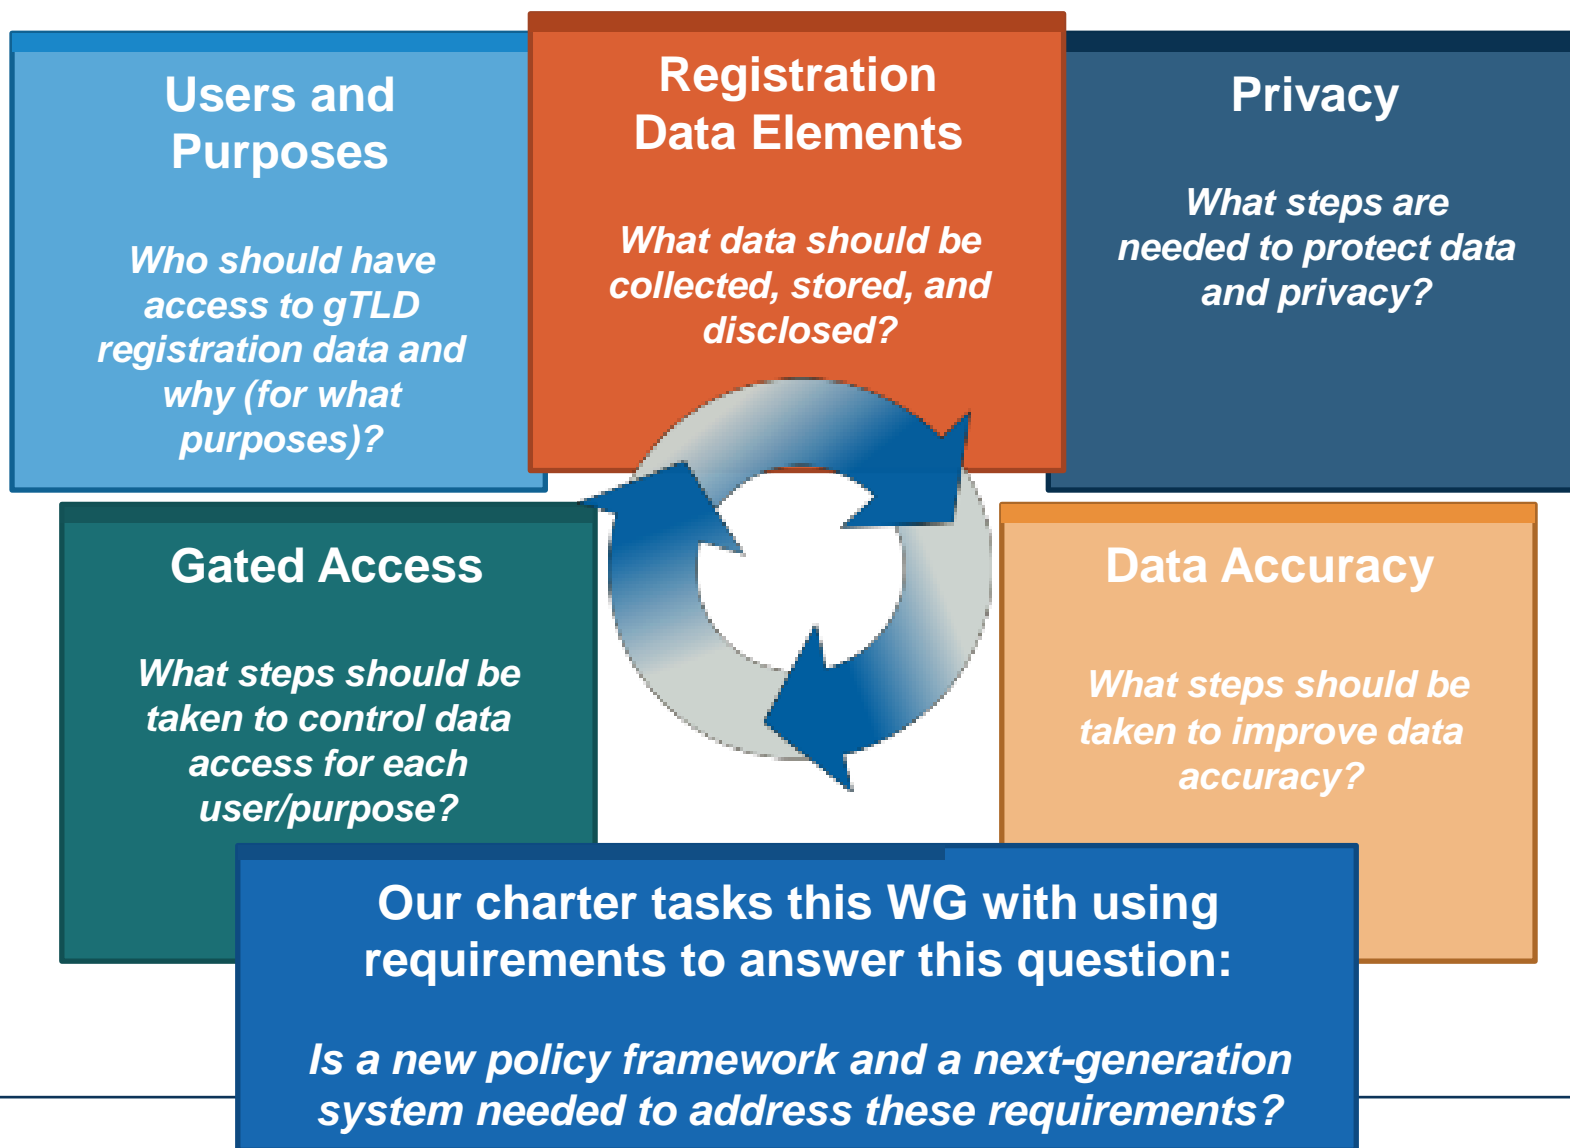 Users and
Purposes
Who should have
access to gTLD
registration data and
why (for what
purposes)?
Registration
Data Elements
What data should be
collected, stored, and
disclosed?
Privacy
What steps are
needed to protect data
and privacy?
Gated Access
What steps should be
taken to control data
access for each
user/purpose?
Data Accuracy
What steps should be
taken to improve data
accuracy?
Our charter tasks this WG with using
requirements to answer this question:
Is a new policy framework and a next-generation
system needed to address these requirements?